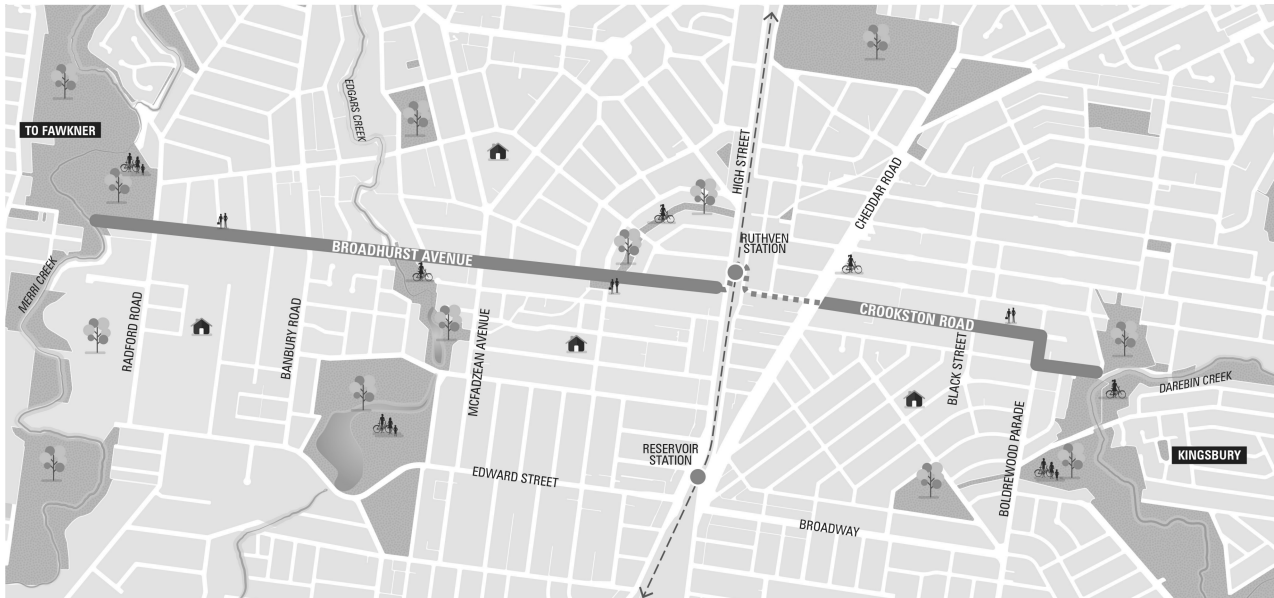 TO FAWKNER
EDGARS CREEK
HIGH STREET
CHEDDAR ROAD
RUTHVEN
STATION
BROADHURST AVENUE
MERRI CREEK
RADFORD ROAD
BANBURY ROAD
MCFADZEAN AVENUE
CROOKSTON ROAD
BLACK STREET
DAREBIN CREEK
BOLDREWOOD PARADE
KINGSBURY
RESERVOIR
STATION
EDWARD STREET
BROADWAY